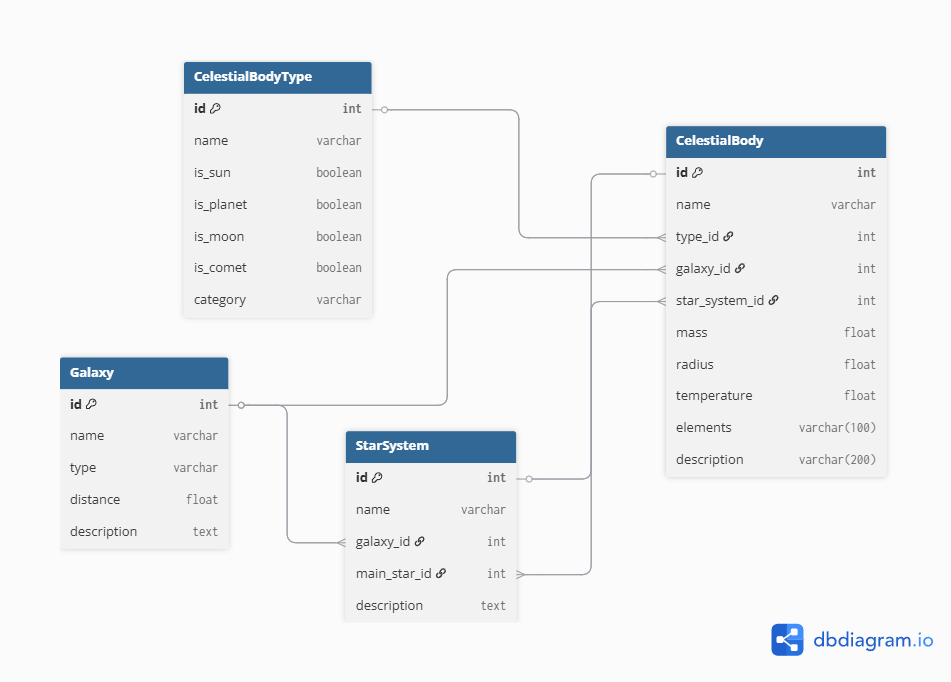 CelestialBodyType
id int
name varchar
is_sun boolean
is_planet boolean
is_moon boolean
is_comet boolean
category varchar
CelestialBody
id int
name varchar
type_id int
galaxy_id int
star_system_id int
mass float
radius float
temperature float
elements varchar(100)
description varchar(200)
Galaxy
id int
name varchar
type varchar
distance float
description text
StarSystem
id int
name varchar
galaxy_id int
main_star_id int
description text
dbdiagram.io